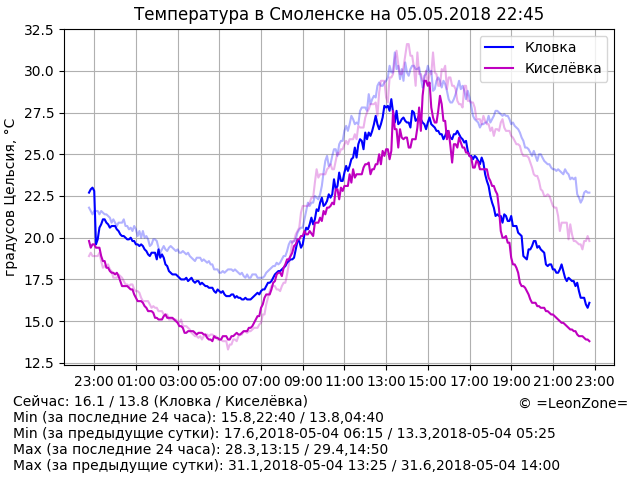 Температура в Смоленске на 05.05.2018 22:45
градусов Цельсия, °C
32.5
30.0
27.5
25.0
22.5
20.0
17.5
15.0
12.5
Кловка
Киселёвка
23:00 01:00 03:00 05:00 07:00 09:00 11:00 13:00 15:00 17:00 19:00 21:00 23:00
Сейчас: 16.1 / 13.8 (Кловка / Киселёвка)
© =LeonZone=
Min (за последние 24 часа): 15.8,22:40 / 13.8,04:40
Min (за предыдущие сутки): 17.6,2018-05-04 06:15 / 13.3,2018-05-04 05:25
Max (за последние 24 часа): 28.3,13:15 / 29.4,14:50
Max (за предыдущие сутки): 31.1,2018-05-04 13:25 / 31.6,2018-05-04 14:00